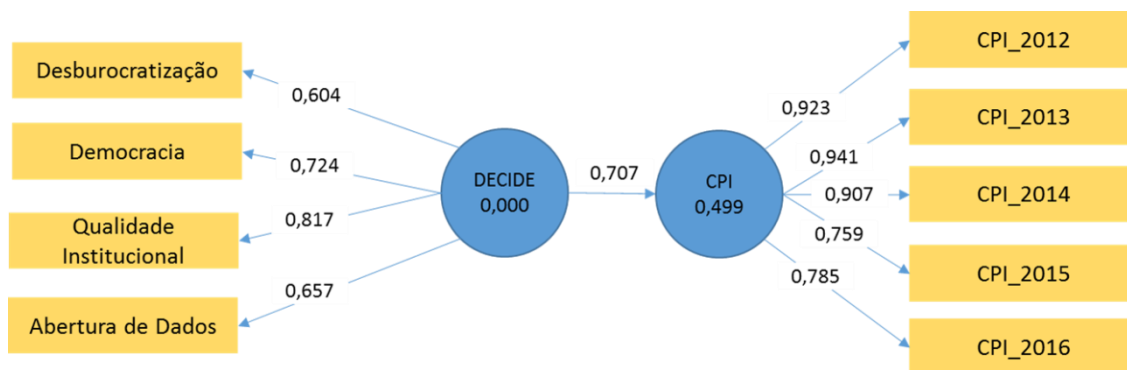 Desburocratização
0,604
Democracia
0,724
Qualidade
Institucional
0,817
Abertura de Dados
0,657
DECIDE
0,000
0,707
CPI
0,499
0,923
CPI_2012
0,941
CPI_2013
0,907
CPI_2014
0,759
CPI_2015
0,785
CPI_2016